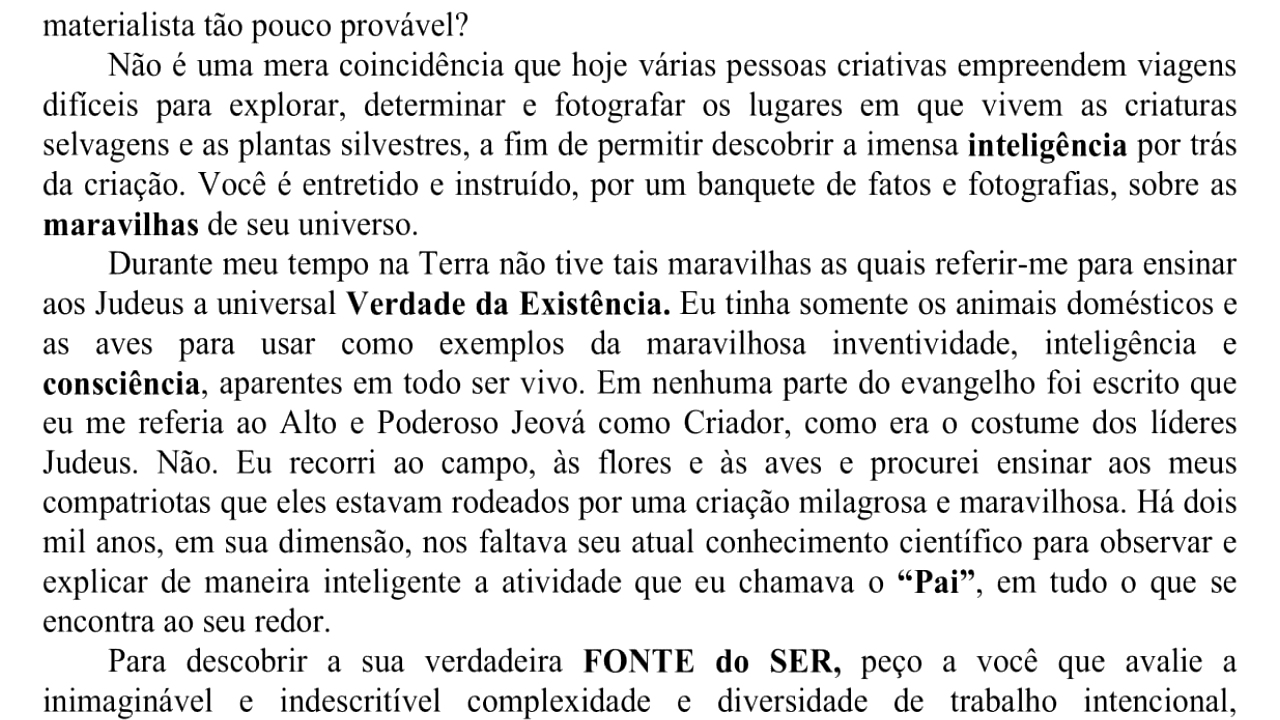 materialista tão pouco provável?
Não é uma mera coincidência que hoje várias pessoas criativas empreendem viagens
difíceis para explorar, determinar e fotografar os lugares em que vivem as criaturas
selvagens e as plantas silvestres, a fim de permitir descobrir a imensa inteligência por trás
da criação. Você é entretido e instruído, por um banquete de fatos e fotografias, sobre as
maravilhas de seu universo.
Durante meu tempo na Terra não tive tais maravilhas as quais referir-me para ensinar
aos Judeus a universal Verdade da Existência. Eu tinha somente os animais domésticos e
as aves para usar como exemplos da maravilhosa inventividade, inteligência e
consciência, aparentes em todo ser vivo. Em nenhuma parte do evangelho foi escrito que
eu me referia ao Alto e Poderoso Jeová como Criador, como era o costume dos líderes
Judeus. Não. Eu recorri ao campo, às flores e às aves e procurei ensinar aos meus
compatriotas que eles estavam rodeados por uma criação milagrosa e maravilhosa. Há dois
mil anos, em sua dimensão, nos faltava seu atual conhecimento científico para observar e
explicar de maneira inteligente a atividade que eu chamava o “Pai”, em tudo o que se
encontra ao seu redor.
Para descobrir a sua verdadeira FONTE do SER, peço a você que avalie a
inimaginável e indescritível complexidade e diversidade de trabalho intencional,